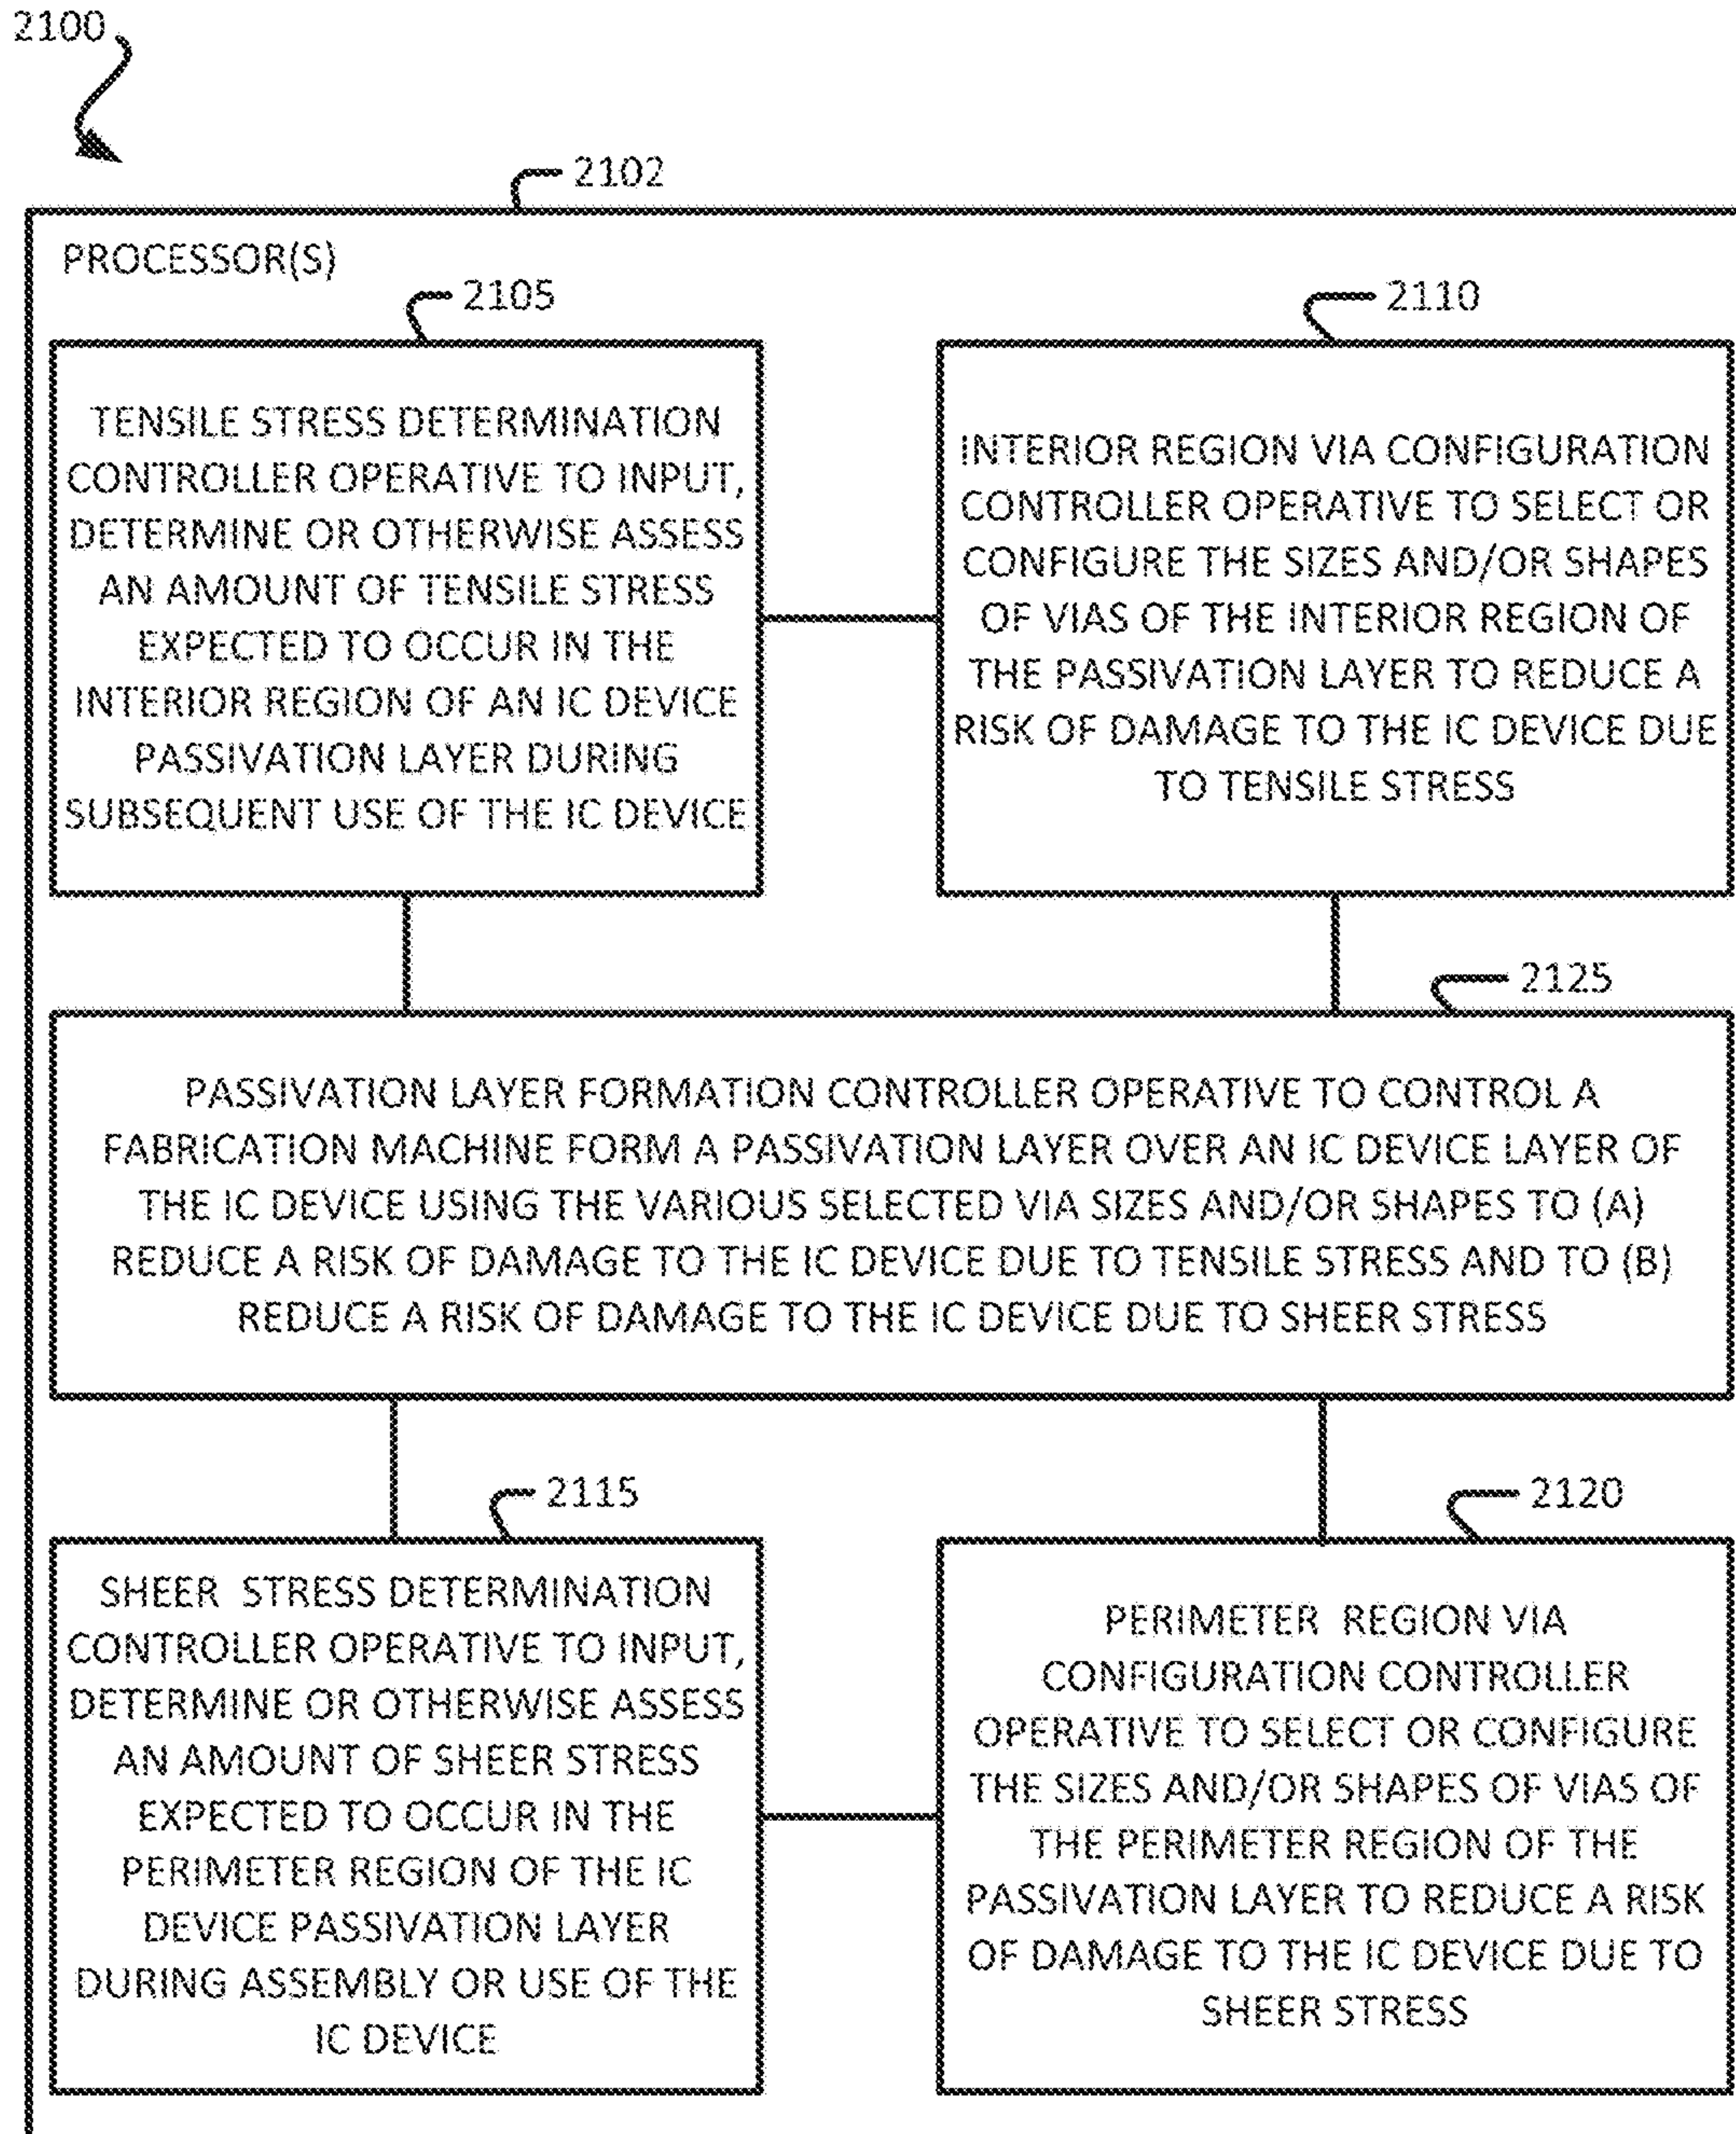 2100
2102
PROCESSOR(S)
2105
TENSILE STRESS DETERMINATION
CONTROLLER OPERATIVE TO INPUT,
DETERMINE OR OTHERWISE ASSESS
AN AMOUNT OF TENSILE STRESS
EXPECTED TO OCCUR IN THE
INTERIOR REGION OF AN IC DEVICE
PASSIVATION LAYER DURING
SUBSEQUENT USE OF THE IC DEVICE
2110
INTERIOR REGION VIA CONFIGURATION
CONTROLLER OPERATIVE TO SELECT OR
CONFIGURE THE SIZES AND/OR SHAPES
OF VIAS OF THE INTERIOR REGION OF
THE PASSIVATION LAYER TO REDUCE A
RISK OF DAMAGE TO THE IC DEVICE DUE
TO TENSILE STRESS
2125
PASSIVATION LAYER FORMATION CONTROLLER OPERATIVE TO CONTROL A
FABRICATION MACHINE FORM A PASSIVATION LAYER OVER AN IC DEVICE LAYER OF
THE IC DEVICE USING THE VARIOUS SELECTED VIA SIZES AND/OR SHAPES TO (A)
REDUCE A RISK OF DAMAGE TO THE IC DEVICE DUE TO TENSILE STRESS AND TO (B)
REDUCE A RISK OF DAMAGE TO THE IC DEVICE DUE TO SHEER STRESS
2115
SHEER STRESS DETERMINATION
CONTROLLER OPERATIVE TO INPUT,
DETERMINE OR OTHERWISE ASSESS
AN AMOUNT OF SHEER STRESS
EXPECTED TO OCCUR IN THE
PERIMETER REGION OF THE IC
DEVICE PASSIVATION LAYER
DURING ASSEMBLY OR USE OF THE
IC DEVICE
2120
PERIMETER REGION VIA
CONFIGURATION CONTROLLER
OPERATIVE TO SELECT OR CONFIGURE
THE SIZES AND/OR SHAPES OF VIAS OF
THE PERIMETER REGION OF THE
PASSIVATION LAYER TO REDUCE A RISK
OF DAMAGE TO THE IC DEVICE DUE TO
SHEER STRESS